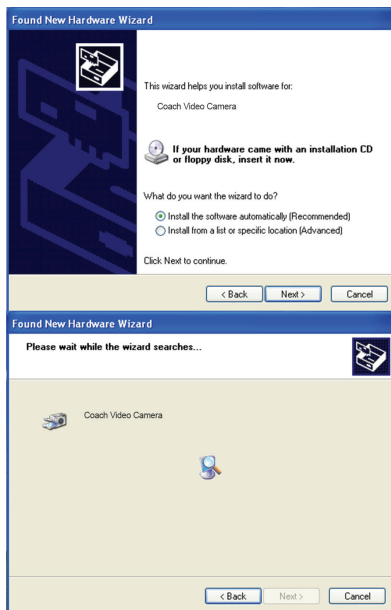 Found New Hardware Wizard
This wizard helps you install software for:
Coach Video Camera
If your hardware came with an installation CD
or floppy disk, insert it now.
What do you want the wizard to do?
Install the software automatically (Recommended)
Install from a list or specific location (Advanced)
Click Next to continue.
< Back Next > Cancel
Found New Hardware Wizard
Please wait while the wizard searches...
Coach Video Camera
< Back Next > Cancel